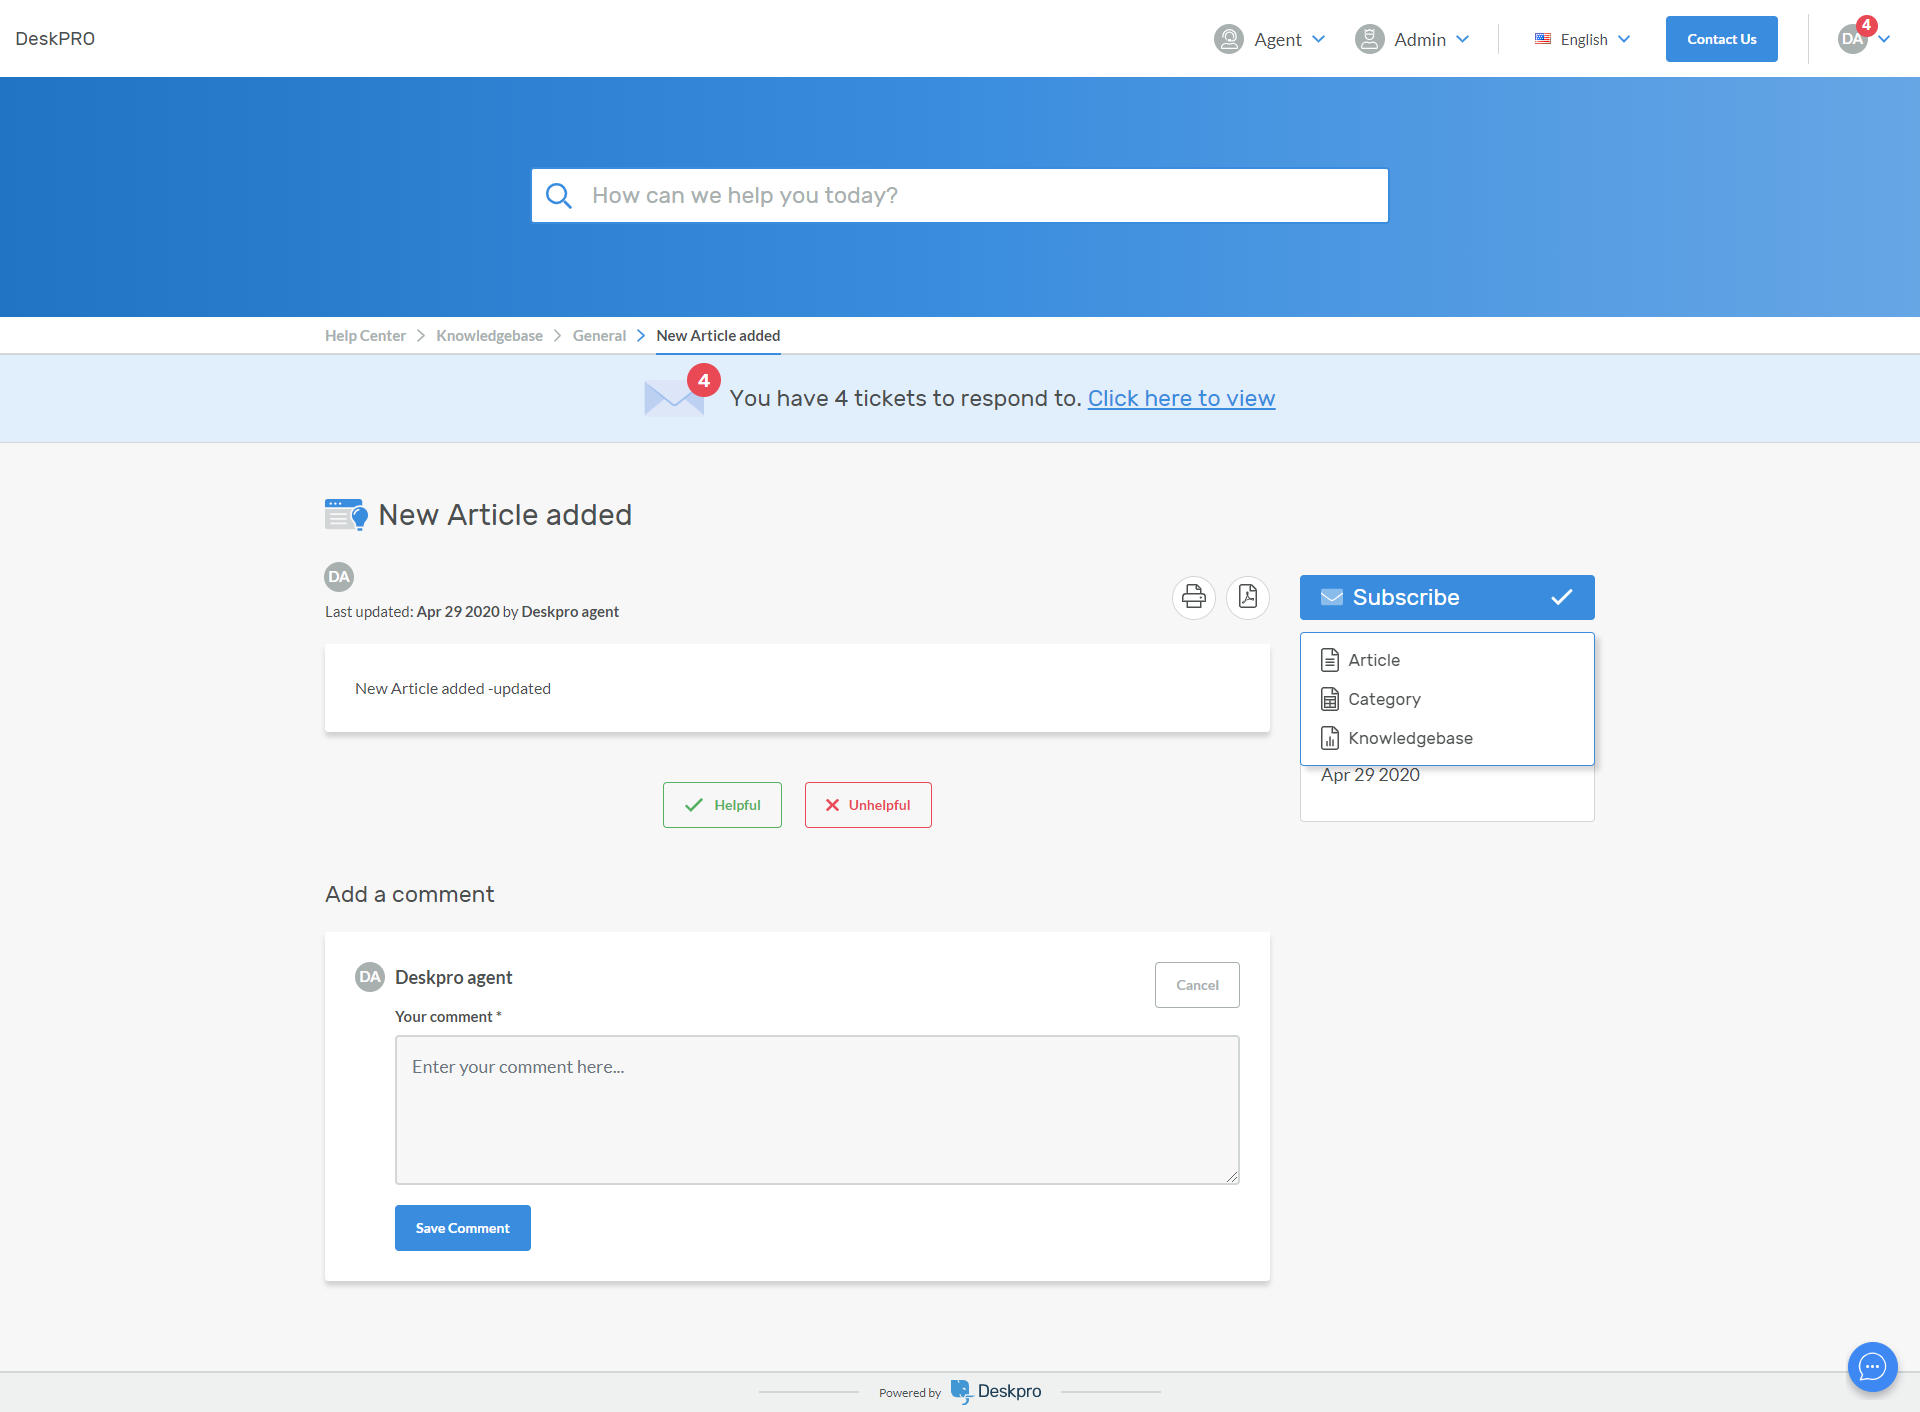 DeskPRO
Agent
Admin
English
Contact Us
DA
4
How can we help you today?
Help Center
Knowledgebase
General
New Article added
4
You have 4 tickets to respond to. Click here to view
New Article added
DA
Last updated: Apr 29 2020 by Deskpro agent
Subscribe
Article
Category
Knowledgebase
Apr 29 2020
New Article added -updated
Helpful
Unhelpful
Add a comment
DA
Deskpro agent
Cancel
Your comment *
Enter your comment here...
Save Comment
Powered by Deskpro